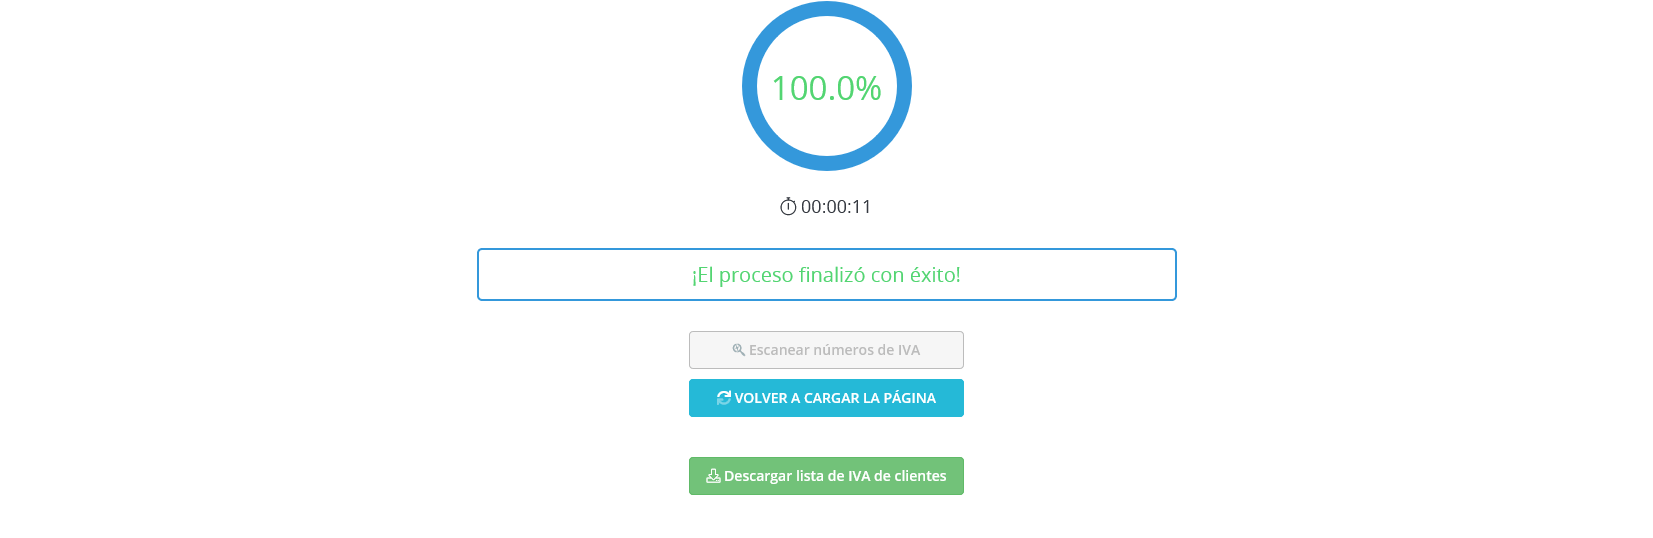 100.0%
00:00:11
¡El proceso finalizó con éxito!
Escanear números de IVA
VOLVER A CARGAR LA PÁGINA
Descargar lista de IVA de clientes